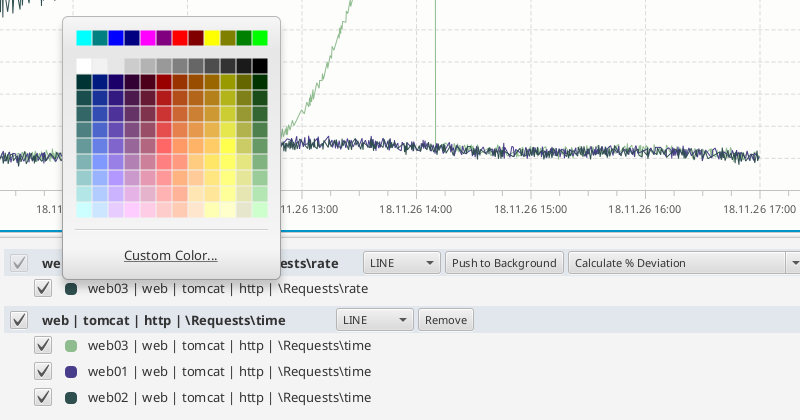 18.11
11.26 13:00
18.11.26 14:00
18.11.26 15:00
18.11.26 16:00
18.11.26 17:00
Custom Color...
we
ests\rate
LINE
Push to Background
Calculate % Deviation
web03 | web | tomcat | http | \Requests\rate
web | tomcat | http | \Requests\time
LINE
Remove
web03 | web | tomcat | http | \Requests\time
web01 | web | tomcat | http | \Requests\time
web02 | web | tomcat | http | \Requests\time